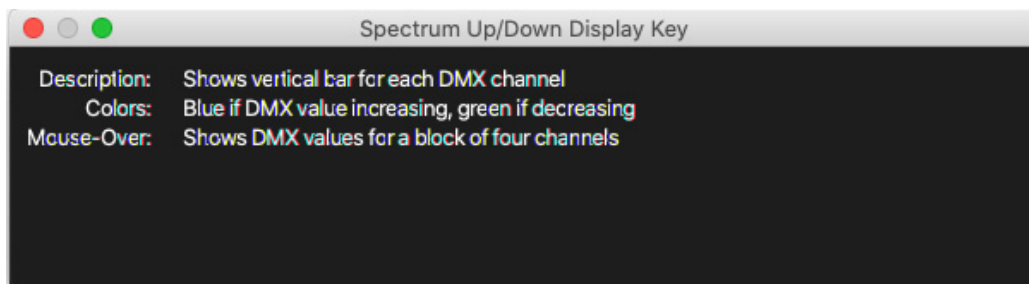 Spectrum Up/Down Display Key
Description: Shows vertical bar for each DMX channel
Colors: Blue if DMX value increasing, green if decreasing
Mouse-Over: Shows DMX values for a block of four channels